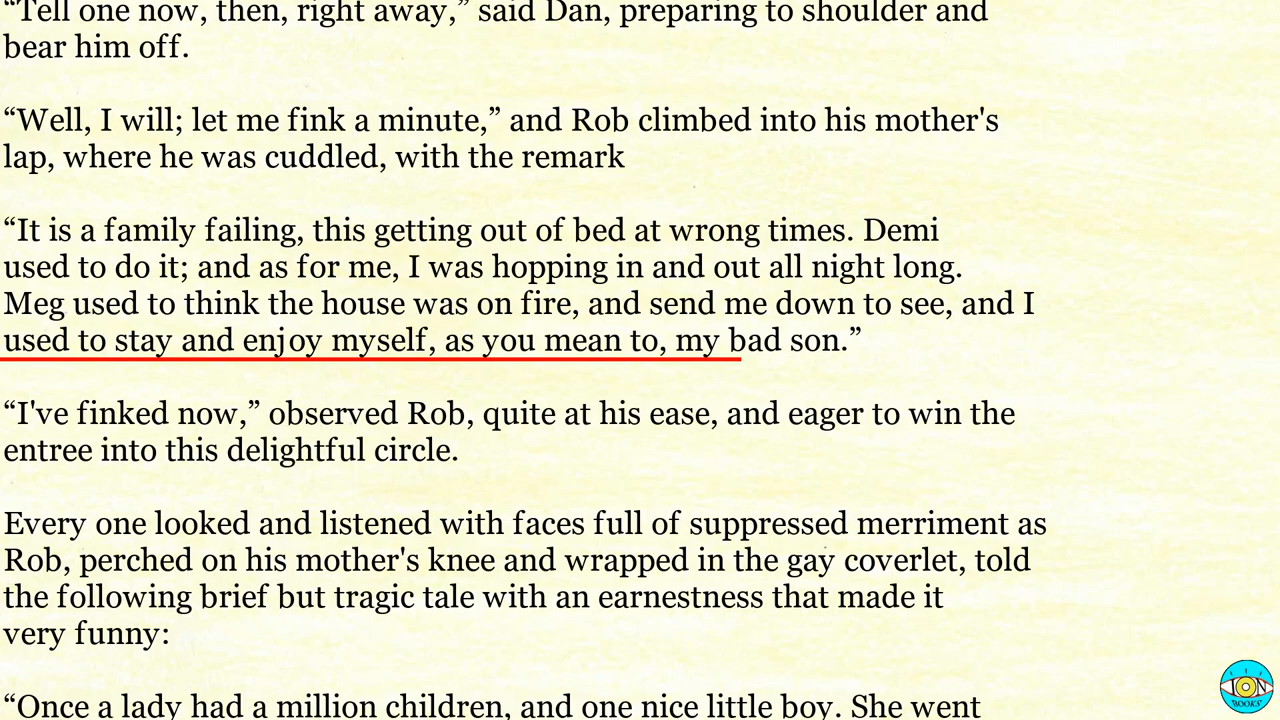 “Tell one now, then, right away,” said Dan, preparing to shoulder and
bear him off.
“Well, I will; let me fink a minute,” and Rob climbed into his mother's
lap, where he was cuddled, with the remark
“It is a family failing, this getting out of bed at wrong times. Demi
used to do it; and as for me, I was hopping in and out all night long.
Meg used to think the house was on fire, and send me down to see, and I
used to stay and enjoy myself, as you mean to, my bad son.”
“I've finked now,” observed Rob, quite at his ease, and eager to win the
entree into this delightful circle.
Every one looked and listened with faces full of suppressed merriment as
Rob, perched on his mother's knee and wrapped in the gay coverlet, told
the following brief but tragic tale with an earnestness that made it
very funny:
“Once a lady had a million children, and one nice little boy. She went
ION
BOOKS